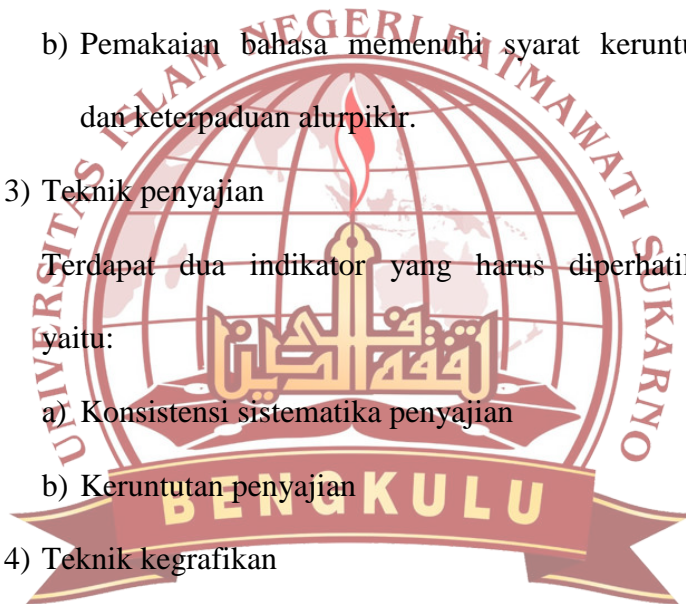 b) Pemakaian bahasa memenuhi syarat keruntu
dan keterpaduan alurpikir.
3) Teknik penyajian
Terdapat dua indikator yang harus diperhatil
yaitu:
a) Konsistensi sistematika penyajian
b) Keruntutan penyajian
4) Teknik kegrafikan
UNIVERSITAS ISLAM NEGERI FATMAWATI SUKARNO
BENGKULU